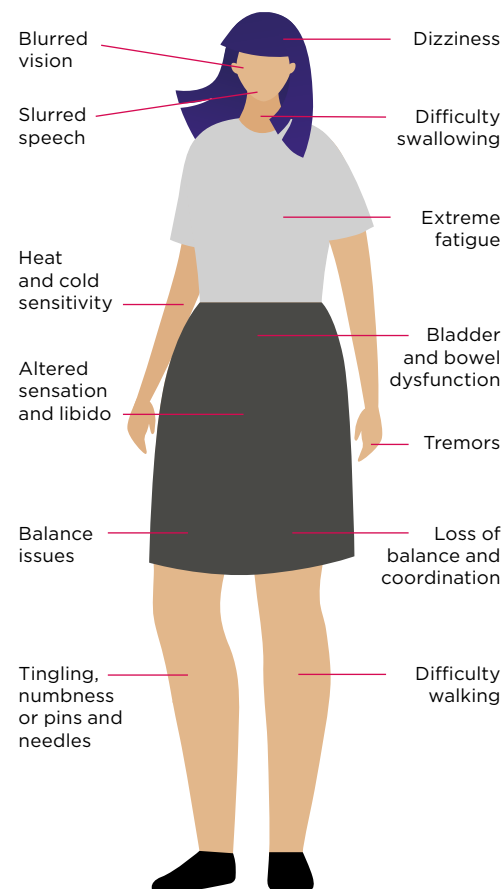 Blurred
vision
Slurred
speech
Heat
and cold
sensitivity
Altered
sensation
and libido
Balance
issues
Tingling,
numbness
or pins and
needles
Dizziness
Difficulty
swallowing
Extreme
fatigue
Bladder
and bowel
dysfunction
Tremors
Loss of
balance and
coordination
Difficulty
walking